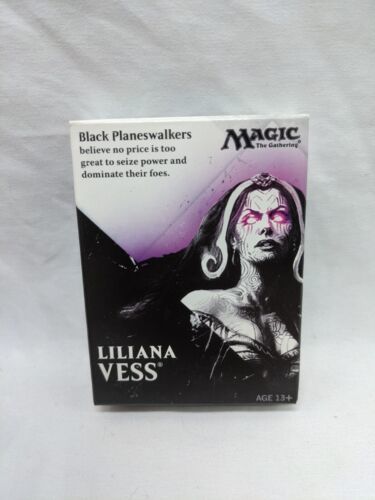 Black Planeswalkers
believe no price is too
great to seize power and
dominate their foes.
MAGIC
The Gathering®
LILIANA
VESS®
AGE 13+